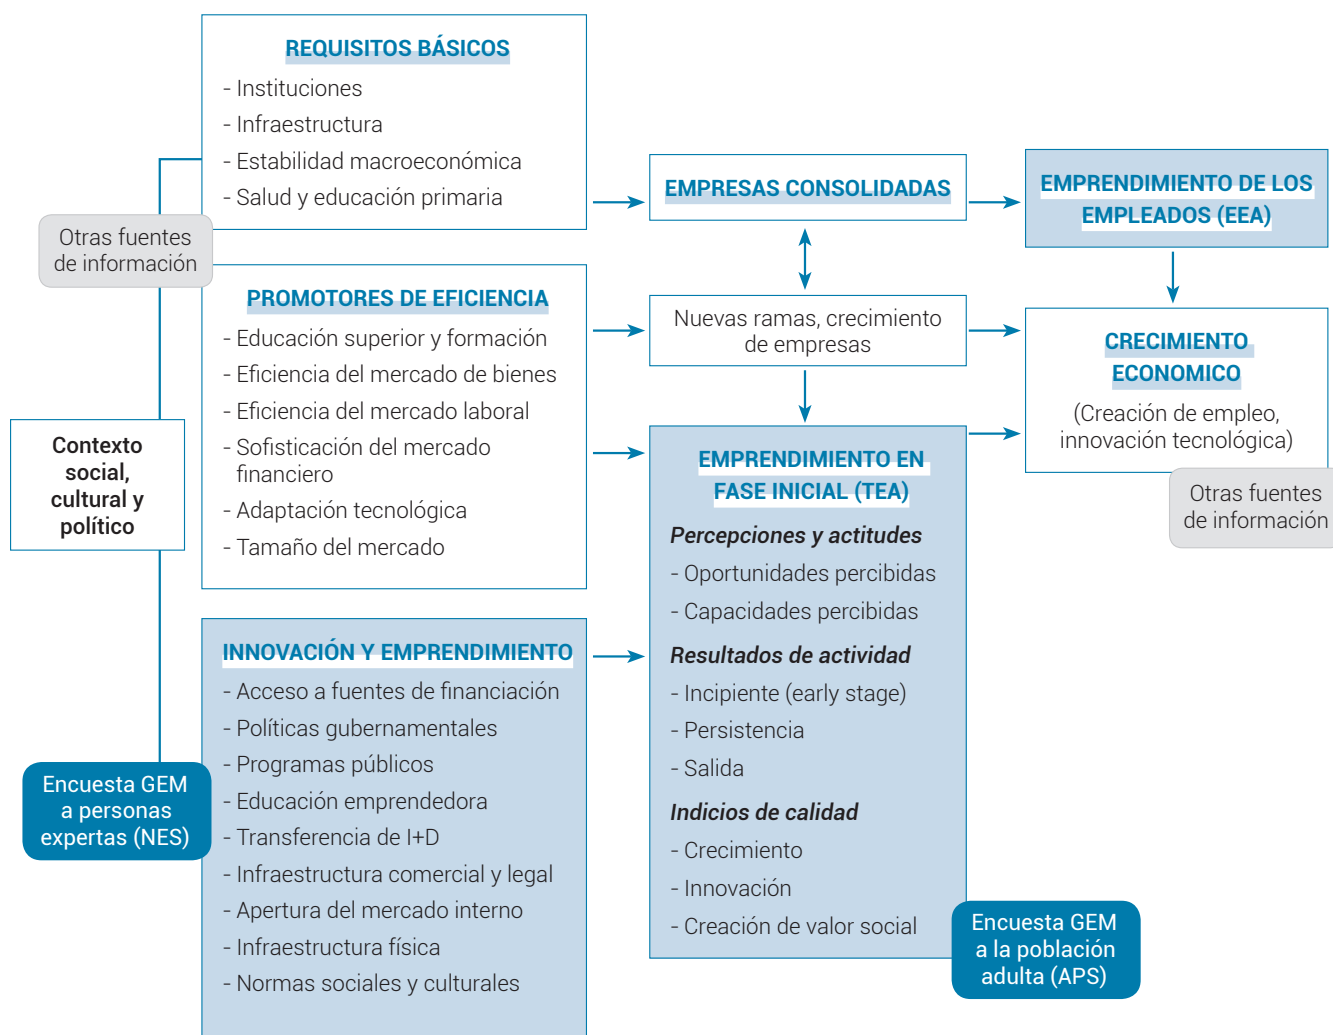 REQUISITOS BÁSICOS
- Instituciones
- Infraestructura
- Estabilidad macroeconómica
- Salud y educación primaria
Otras fuentes
de información
PROMOTORES DE EFICIENCIA
- Educación superior y formación
- Eficiencia del mercado de bienes
- Eficiencia del mercado laboral
- Sofisticación del mercado
financiero
- Adaptación tecnológica
- Tamaño del mercado
Contexto
social,
cultural y
político
INNOVACIÓN Y EMPRENDIMIENTO
- Acceso a fuentes de financiación
- Políticas gubernamentales
- Programas públicos
- Educación emprendedora
- Transferencia de I+D
- Infraestructura comercial y legal
- Apertura del mercado interno
- Infraestructura física
- Normas sociales y culturales
Encuesta GEM
a personas
expertas (NES)
EMPRESAS CONSOLIDADAS
Nuevas ramas, crecimiento
de empresas
EMPRENDIMIENTO EN
FASE INICIAL (TEA)
Percepciones y actitudes
- Oportunidades percibidas
- Capacidades percibidas
Resultados de actividad
- Incipiente (early stage)
- Persistencia
- Salida
Indicios de calidad
- Crecimiento
- Innovación
- Creación de valor social
Encuesta GEM
a la población
adulta (APS)
EMPRENDIMIENTO DE LOS
EMPLEADOS (EEA)
CRECIMIENTO
ECONOMICO
(Creación de empleo,
innovación tecnológica)
Otras fuentes
de información